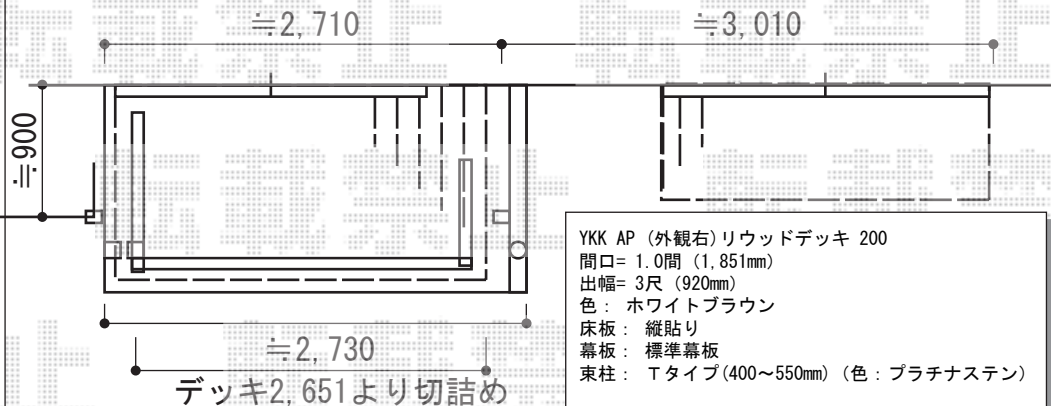 ≒2,710
≒3,010
≒900
≒2,730
デッキ2,651より切詰め
YKK AP (外観右)リウッドデッキ 200
間口= 1.0間 (1,851mm)
出幅= 3尺 (920mm)
色: ホワイトブラウン
床板: 縦貼り
幕板: 標準幕板
束柱: Tタイプ(400~550mm) (色:プラチナステン)